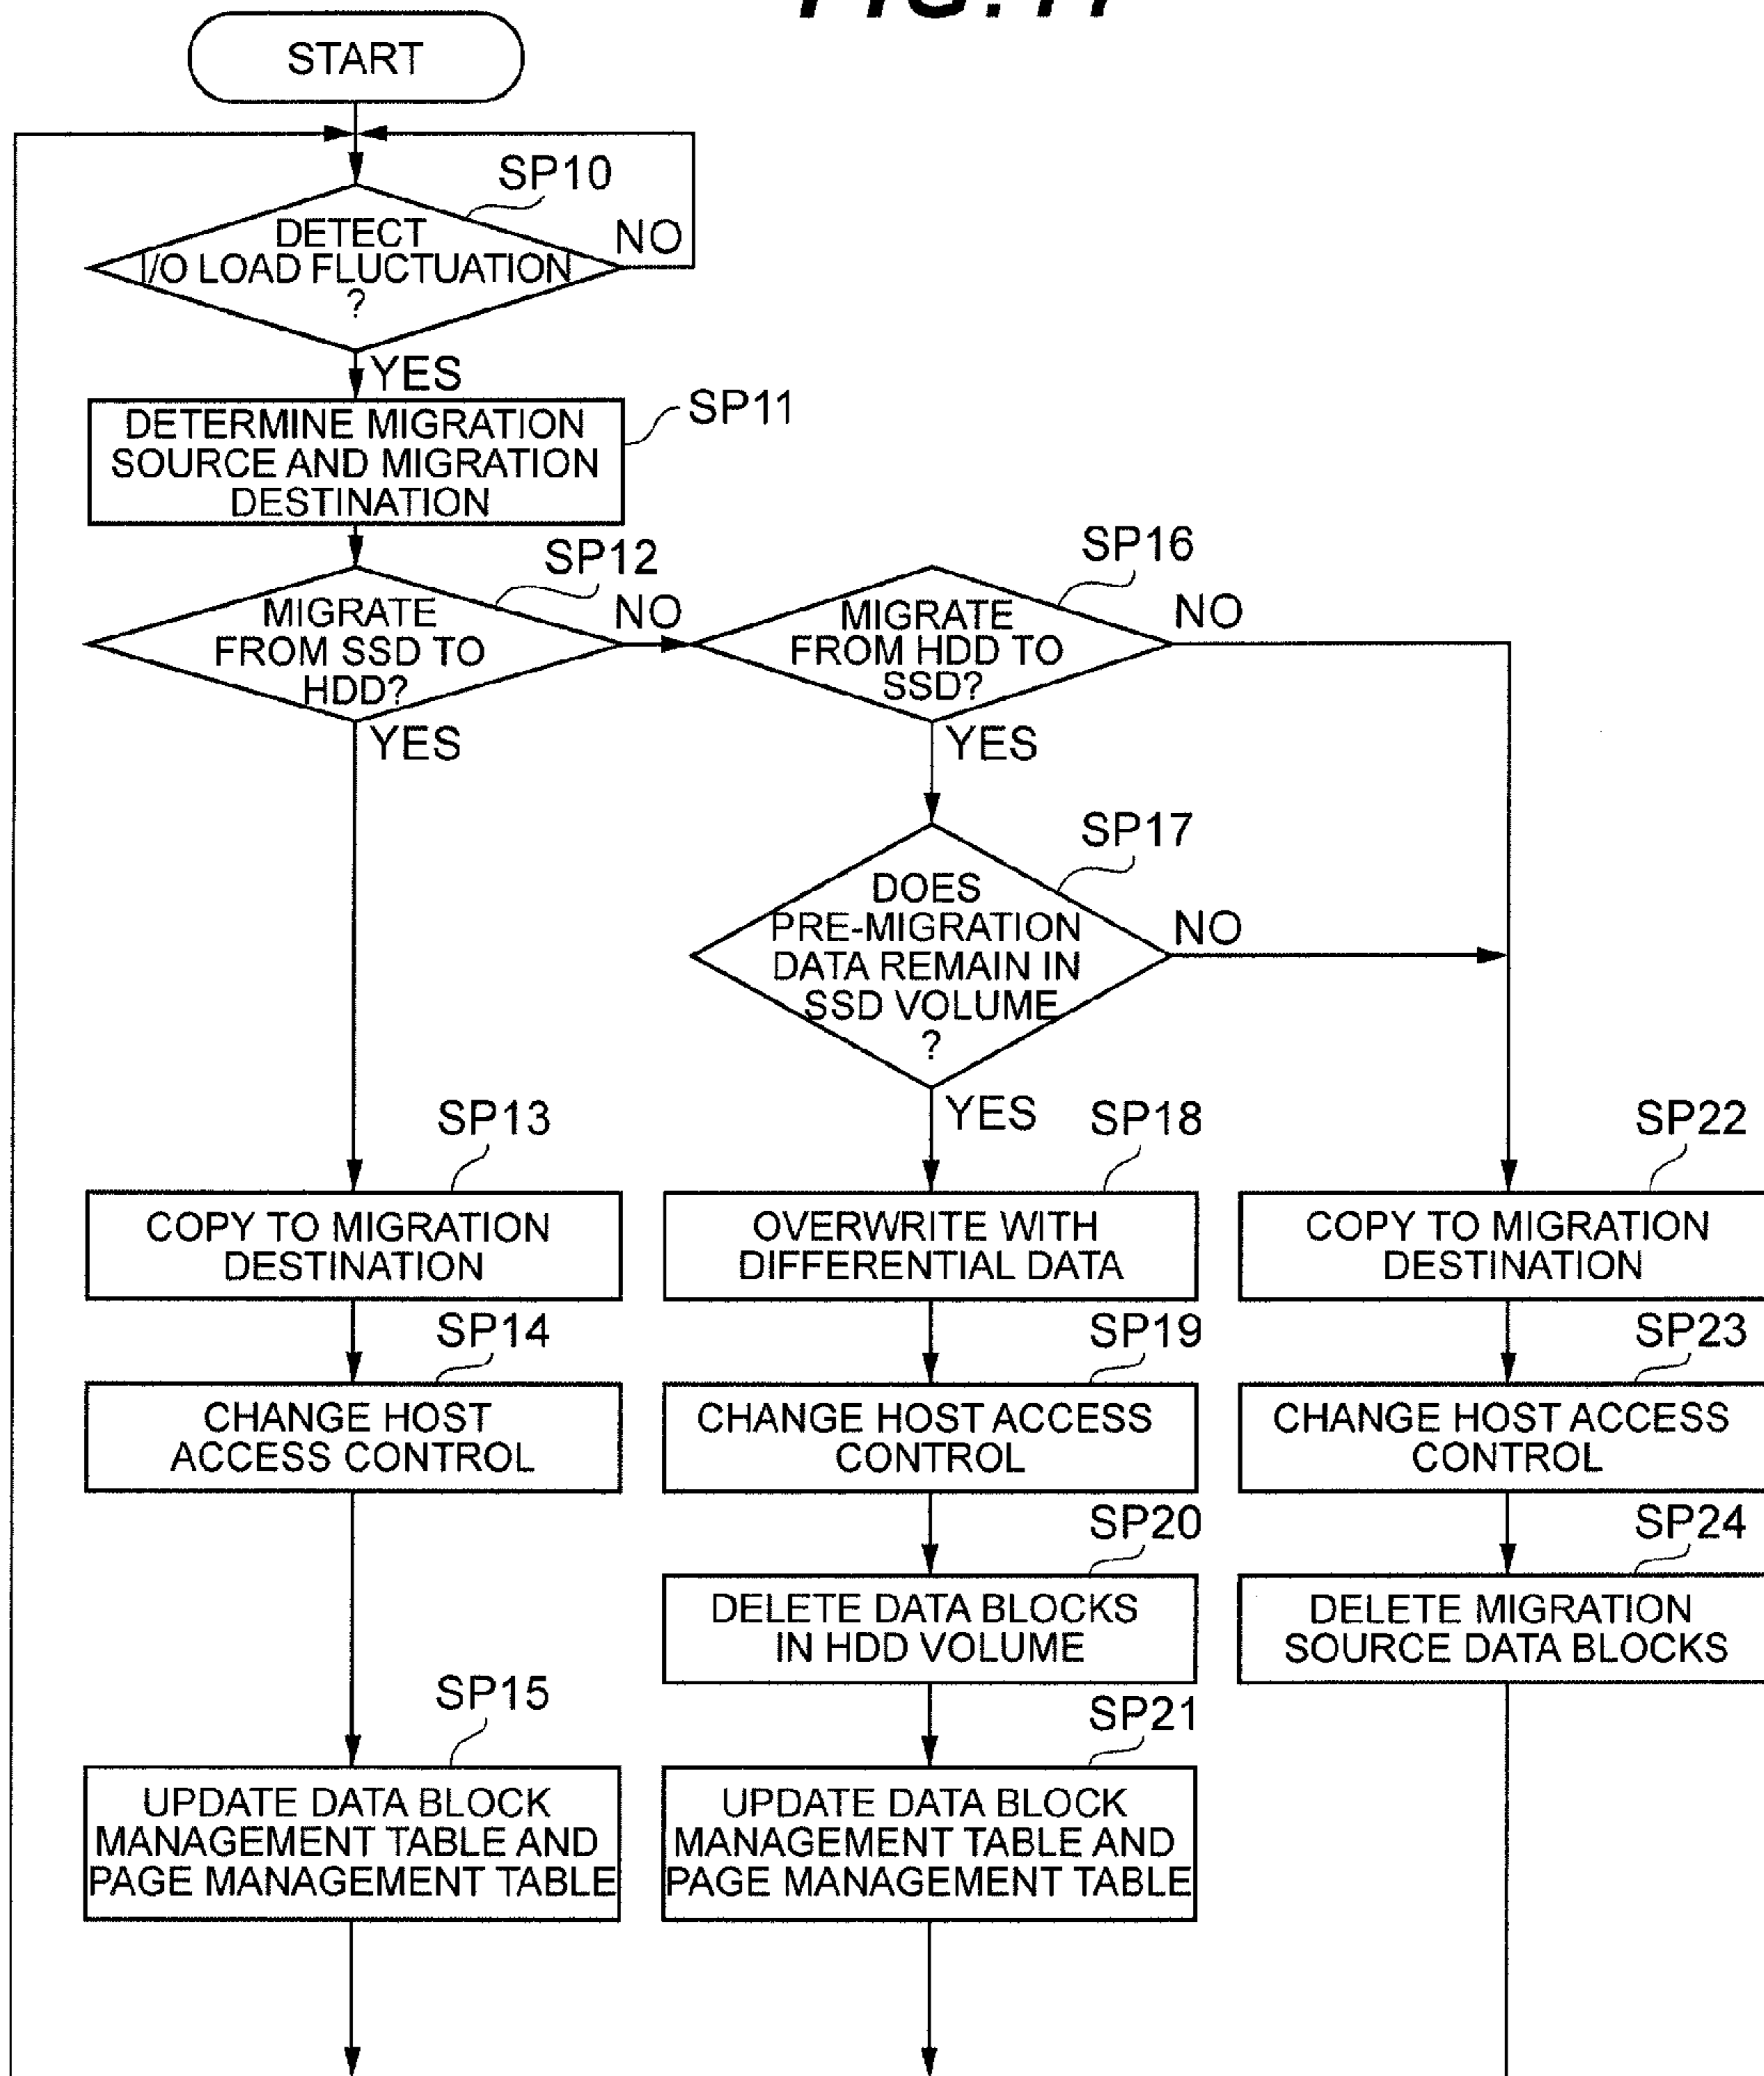 START
SP10
DETECT
I/O LOAD FLUCTUATION
?
NO
YES
SP11
DETERMINE MIGRATION
SOURCE AND MIGRATION
DESTINATION
SP12
MIGRATE
FROM SSD TO
HDD?
NO
YES
SP16
MIGRATE
FROM HDD TO
SSD?
NO
YES
SP17
DOES
PRE-MIGRATION
DATA REMAIN IN
SSD VOLUME
?
NO
YES
SP13
COPY TO MIGRATION
DESTINATION
SP14
CHANGE HOST
ACCESS CONTROL
SP15
UPDATE DATA BLOCK
MANAGEMENT TABLE AND
PAGE MANAGEMENT TABLE
SP18
OVERWRITE WITH
DIFFERENTIAL DATA
SP19
CHANGE HOST ACCESS
CONTROL
SP20
DELETE DATA BLOCKS
IN HDD VOLUME
SP21
UPDATE DATA BLOCK
MANAGEMENT TABLE AND
PAGE MANAGEMENT TABLE
SP22
COPY TO MIGRATION
DESTINATION
SP23
CHANGE HOST ACCESS
CONTROL
SP24
DELETE MIGRATION
SOURCE DATA BLOCKS